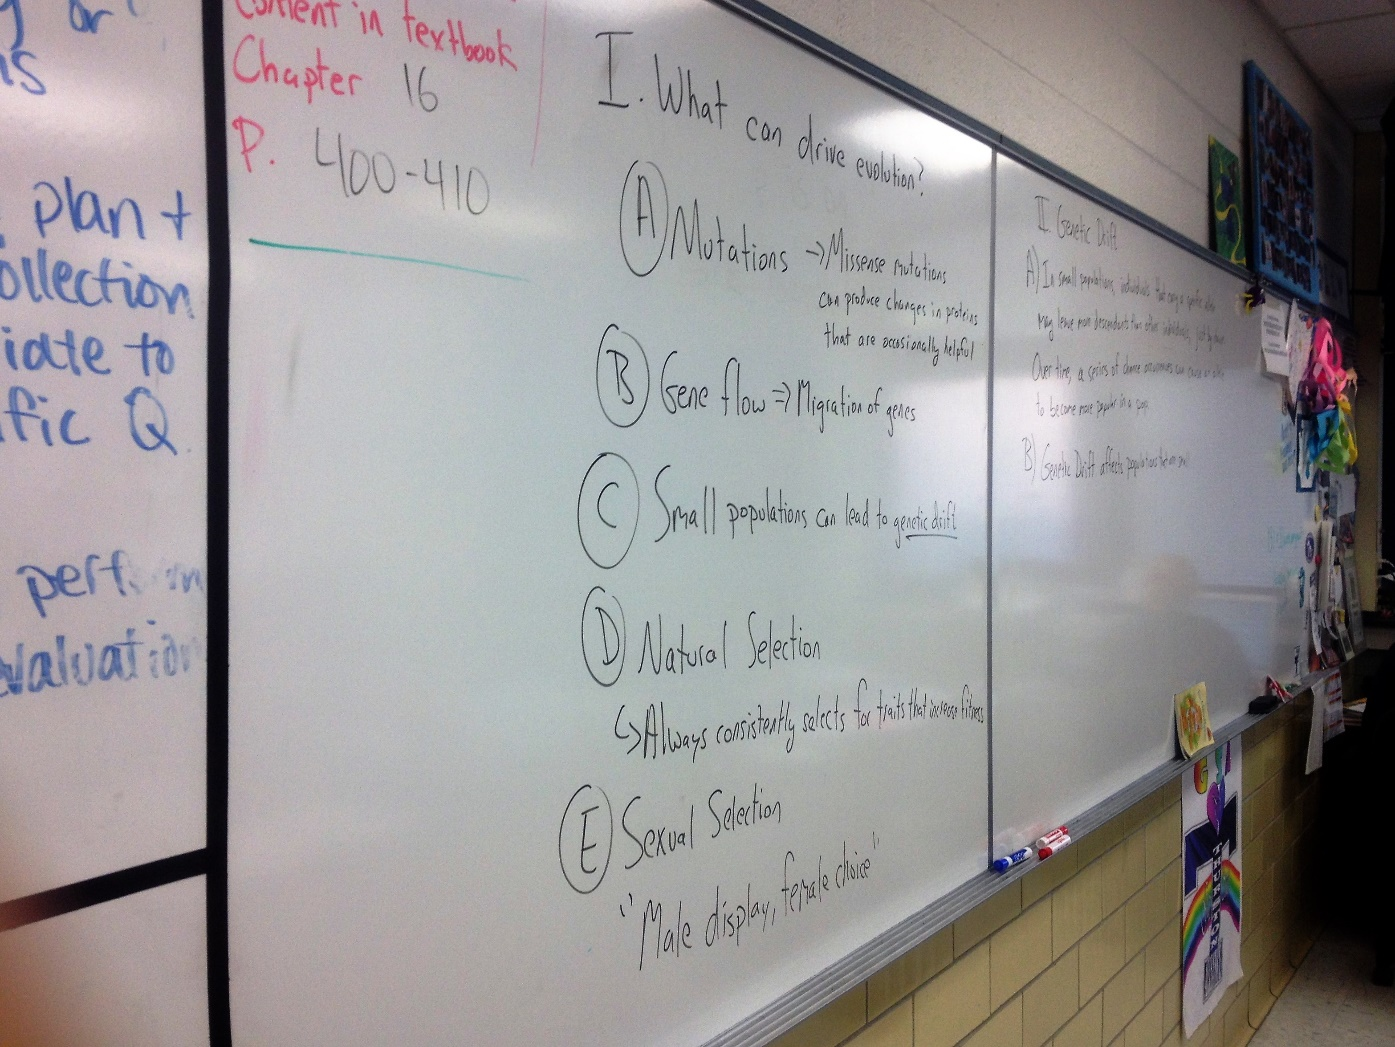 is
plan +
ollection
iate to
ific Q
perform
valuation
Content in textbook
Chapter 16
P. 400-410
I. What can drive evolution?
A Mutations → Missense mutations
can produce changes in proteins
that are accosionally helpful
B Gene flow => Migration of genes
C Small populations can lead to genetic drift
D Natural Selection
↳ Always consistently selects for traits that increase fitness
E Sexual Selection
"Male display, female choice"
II Genetic Drift
A) In small populations, individuals that carry a specific allele
May leave more descendants than other individuals, just by chance
Over time, a series of chance occurrences can cause an allele
to become more popular in a pop
B) Genetic Drift affects populations that are small